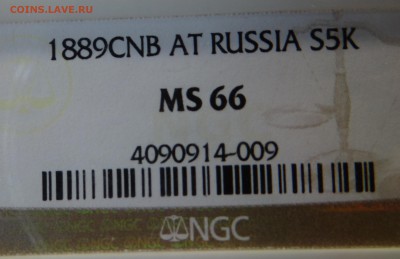 COINS.LAVE.RU
1889CNB AT RUSSIA S5K
MS 66
4090914-009
NGC